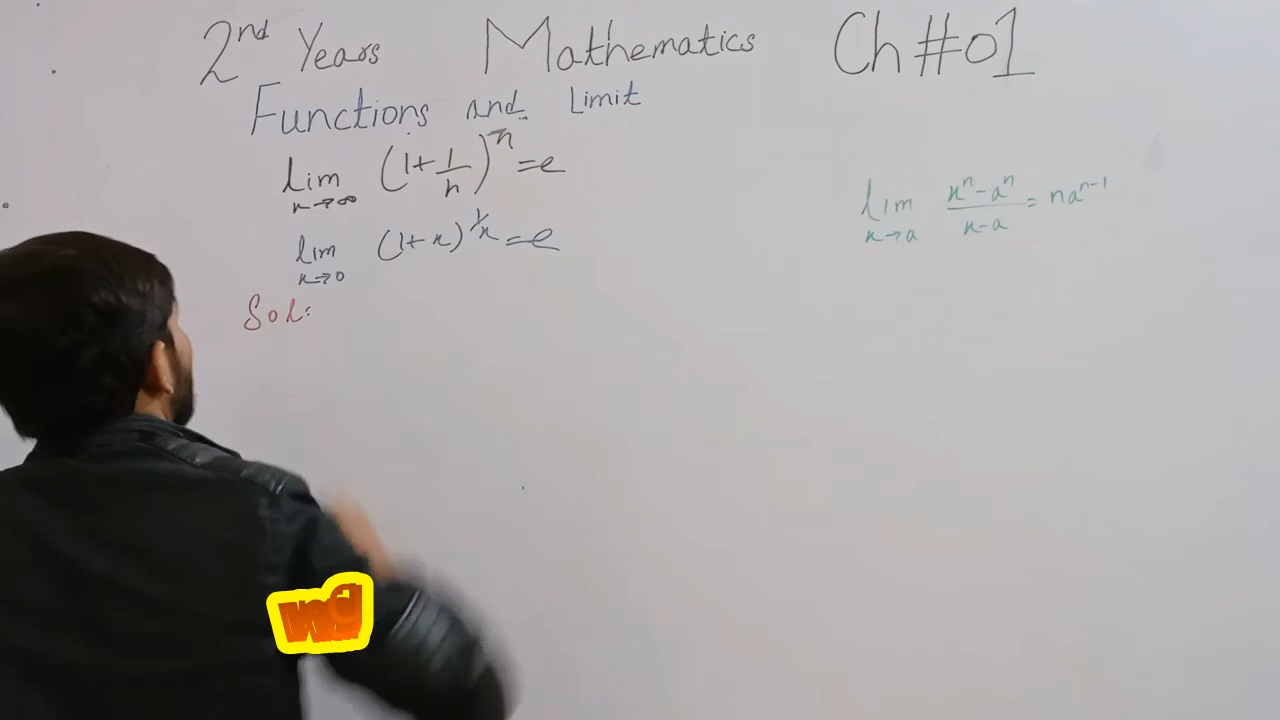 2nd Years Mathematics Ch#01
Functions and Limit
lim n→∞ (1+1/n)^n =e
lim x→0 (1+x)^1/x =e
lim x→a x^n-a^n/x-a = na^n-1
Sol: